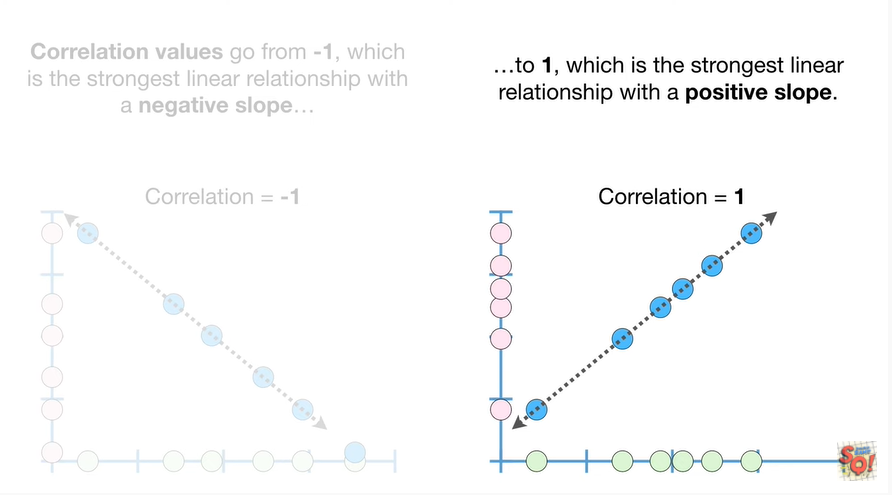 Correlation values go from -1, which
is the strongest linear relationship with
a negative slope…
…to 1, which is the strongest linear
relationship with a positive slope.
Correlation = -1
Correlation = 1
SQ!